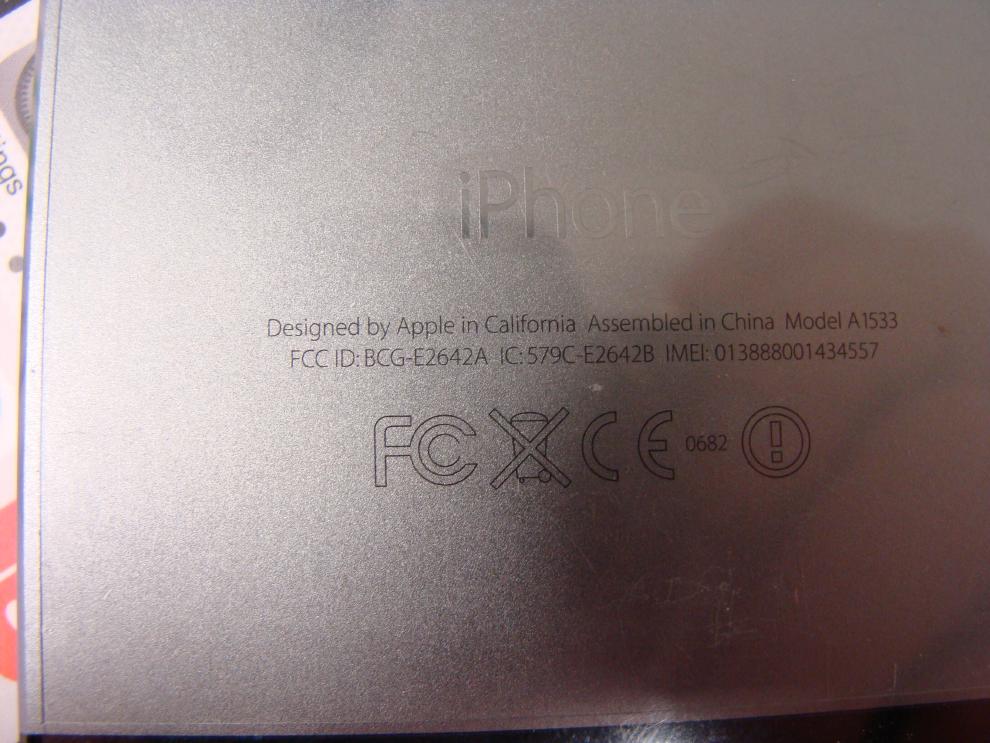 iPhone
Designed by Apple in California Assembled in China Model A1533
FCC ID: BCG-E2642A IC: 579C-E2642B IMEI: 013888001434557
FC CE 0682